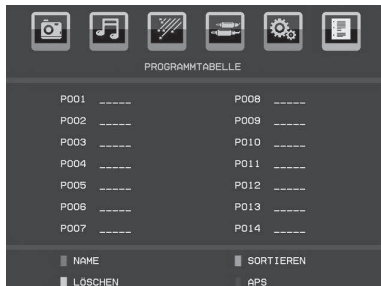 PROGRAMMTABELLE
P001 _____ P008 _____
P002 _____ P009 _____
P003 _____ P010 _____
P004 _____ P011 _____
P005 _____ P012 _____
P006 _____ P013 _____
P007 _____ P014 _____
NAME SORTIEREN
LÖSCHEN APS